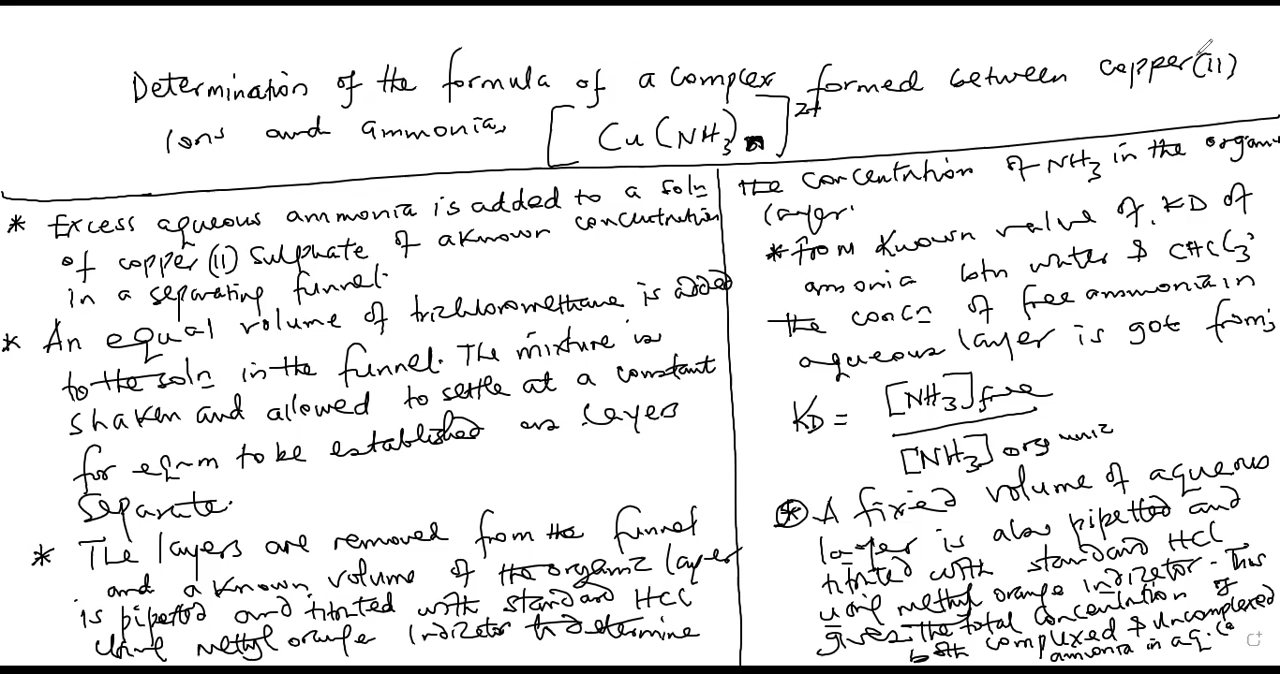 Determination of the formula of a complex formed between copper(11)
Ions and ammonia, [Cu(NH3)n]2+
* Excess aqueous ammonia is added to a soln
of copper (11) Sulphate of a known concentration
in a separating funnel.
* An equal volume of trichloromethane is added
to the soln in the funnel. The mixture is
shaken and allowed to settle at a constant
for eqm to be established as layers
Separate.
* The layers are removed from the funnel
and a known volume of the organic layer
is pipetted and titrated with standard HCl
using methyl orange indicator to determine
the concentration of NH3 in the organic
layer.
* from known value of KD of
amonia btn water & CHCl3
the concn of free ammonia in
aqueous layer is got from;
KD = [NH3]free
[NH3] organic
* A fixied volume of aqueous
layer is also pipetted and
titrated with standard HCl
using methyl orange indicator. This
gives the total concentration of
both complexed & uncomplexed
ammonia in aq.